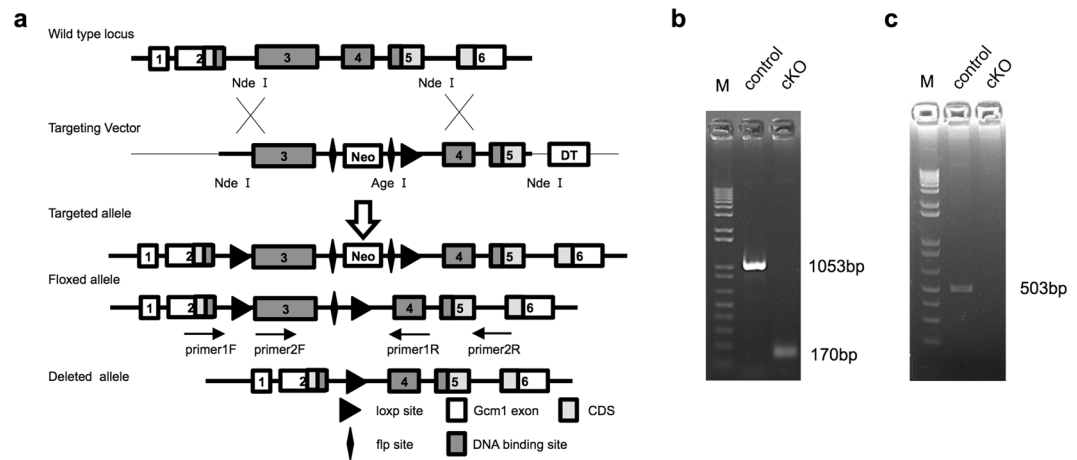 a
Wild type locus
1 2 3 4 5 6
Nde I Nde I
Targeting Vector
3 Neo 4 5 DT
Nde I Age I Nde I
Targeted allele
1 2 3 Neo 4 5 6
Floxed allele
1 2 3 4 5 6
primer1F primer2F primer1R primer2R
Deleted allele
1 2 4 5 6
loxp site Gcm1 exon CDS
flp site DNA binding site
b
M control cKO
1053bp
170bp
c
M control cKO
503bp